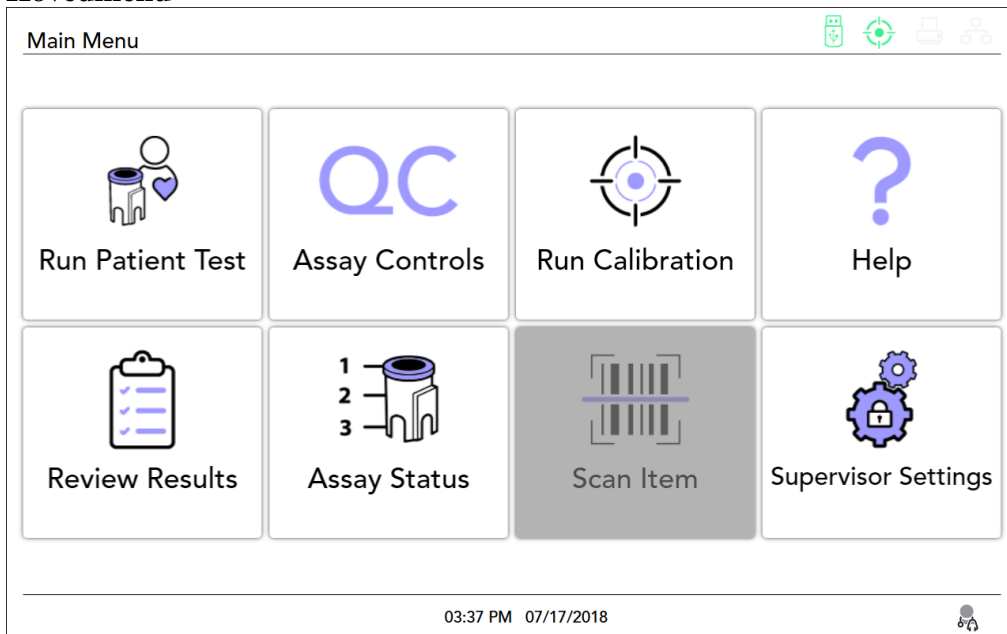 Main Menu
Run Patient Test
QC
Assay Controls
Run Calibration
?
Help
Review Results
1
2
3
Assay Status
Scan Item
Supervisor Settings
03:37 PM 07/17/2018